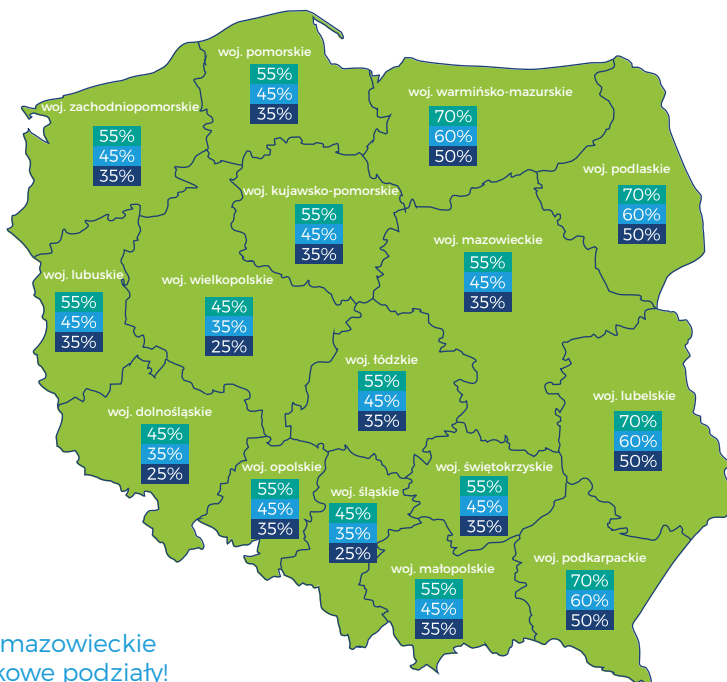 woj. pomorskie
55%
45%
35%
woj. zachodniopomorskie
55%
45%
35%
woj. warmińsko-mazurskie
70%
60%
50%
woj. podlaskie
70%
60%
50%
woj. kujawsko-pomorskie
55%
45%
35%
woj. mazowieckie
55%
45%
35%
woj. lubuskie
55%
45%
35%
woj. wielkopolskie
45%
35%
25%
woj. łódzkie
55%
45%
35%
woj. lubelskie
70%
60%
50%
woj. dolnośląskie
45%
35%
25%
woj. opolskie
55%
45%
35%
woj. śląskie
45%
35%
25%
woj. świętokrzyskie
55%
45%
35%
woj. małopolskie
55%
45%
35%
woj. podkarpackie
70%
60%
50%
mazowieckie
kowe podziały!